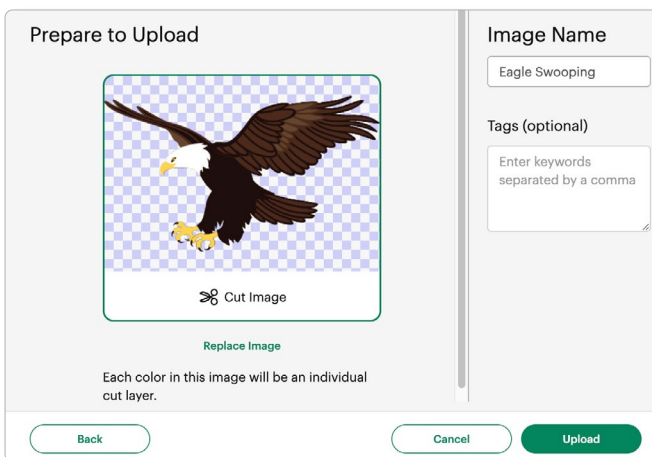 Prepare to Upload
Cut Image
Replace Image
Each color in this image will be an individual
cut layer.
Image Name
Eagle Swooping
Tags (optional)
Enter keywords
separated by a comma
Back
Cancel
Upload